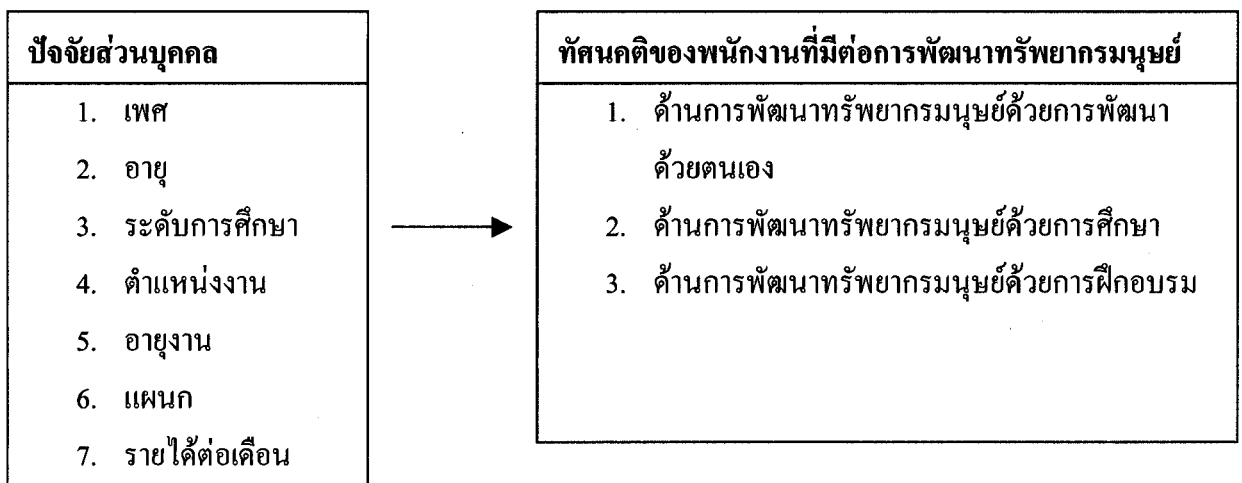 ปัจจัยส่วนบุคคล
1. เพศ
2. อายุ
3. ระดับการศึกษา
4. ตำแหน่งงาน
5. อายุงาน
6. แผนก
7. รายได้ต่อเดือน
ทัศนคติของพนักงานที่มีต่อการพัฒนาทรัพยากรมนุษย์
1. ด้านการพัฒนาทรัพยากรมนุษย์ด้วยการพัฒนา
ด้วยตนเอง
2. ด้านการพัฒนาทรัพยากรมนุษย์ด้วยการศึกษา
3. ด้านการพัฒนาทรัพยากรมนุษย์ด้วยการฝึกอบรม